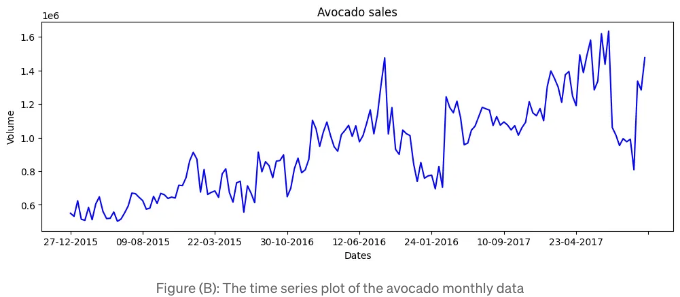 Avocado sales
1e6
1.6
1.4
1.2
1.0
0.8
0.6
Volume
27-12-2015 09-08-2015 22-03-2015 30-10-2016 12-06-2016 24-01-2016 10-09-2017 23-04-2017
Dates
Figure (B): The time series plot of the avocado monthly data